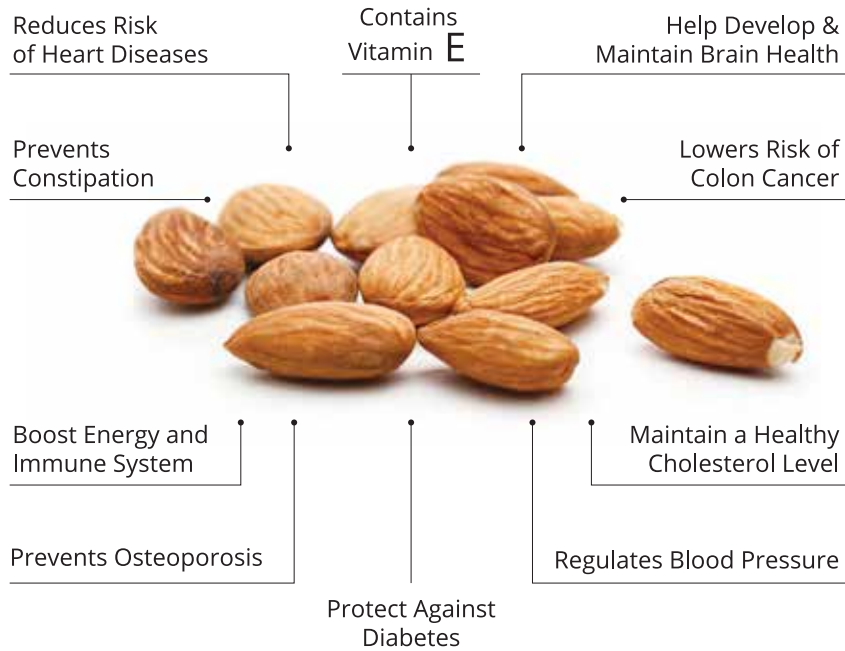 Reduces Risk
of Heart Diseases
Contains
Vitamin E
Help Develop &
Maintain Brain Health
Prevents
Constipation
Lowers Risk of
Colon Cancer
Boost Energy and
Immune System
Maintain a Healthy
Cholesterol Level
Prevents Osteoporosis
Regulates Blood Pressure
Protect Against
Diabetes